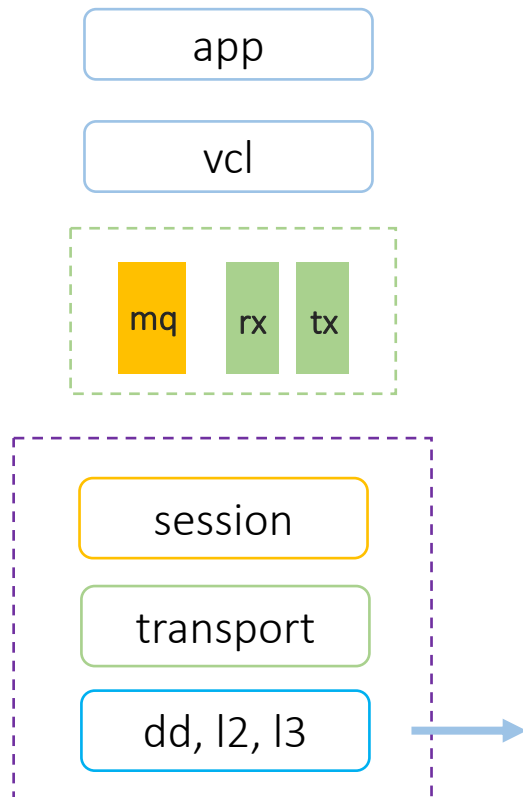 app
vcl
mq rx tx
session
transport
dd, l2, l3